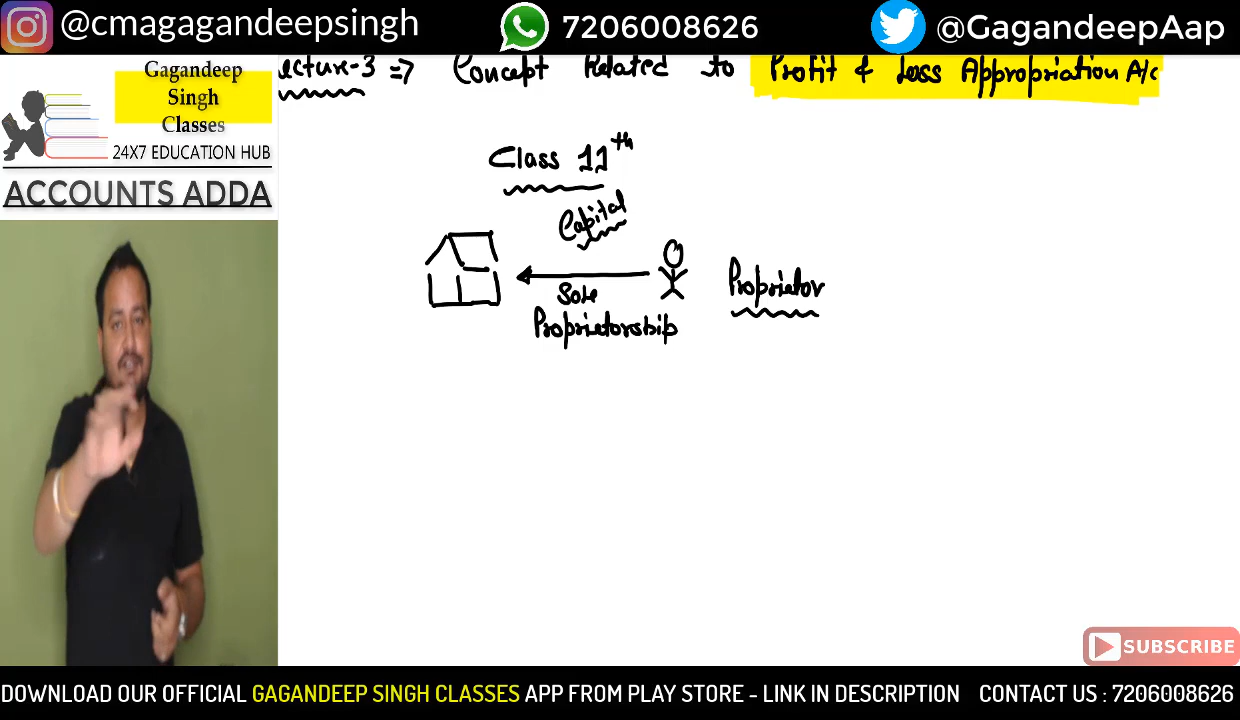 @cmagagandeepsingh 7206008626 @GagandeepAap
ecture-3 => Concept Related to Profit & Loss Appropriation A/c
Gagandeep
Singh
Classes
24X7 EDUCATION HUB
ACCOUNTS ADDA
Class 11th
Capital
Sole
Proprietorship
Proprietor
SUBSCRIBE
DOWNLOAD OUR OFFICIAL GAGANDEEP SINGH CLASSES APP FROM PLAY STORE - LINK IN DESCRIPTION CONTACT US : 7206008626